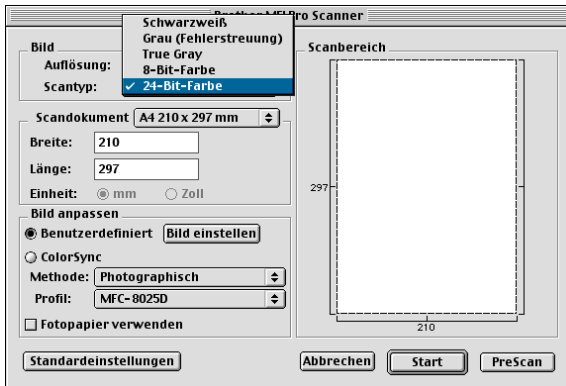 Brother MFL Pro Scanner
Schwarzweiß
Grau (Fehlerstreuung)
True Gray
8-Bit-Farbe
✓ 24-Bit-Farbe
Bild
Auflösung:
Scantyp:
Scandokument A4 210 x 297 mm
Breite: 210
Länge: 297
Einheit: mm Zoll
Bild anpassen
Benutzerdefiniert Bild einstellen
ColorSync
Methode: Photographisch
Profil: MFC-8025D
Fotopapier verwenden
Scanbereich
297
210
Standardeinstellungen
Abbrechen Start PreScan